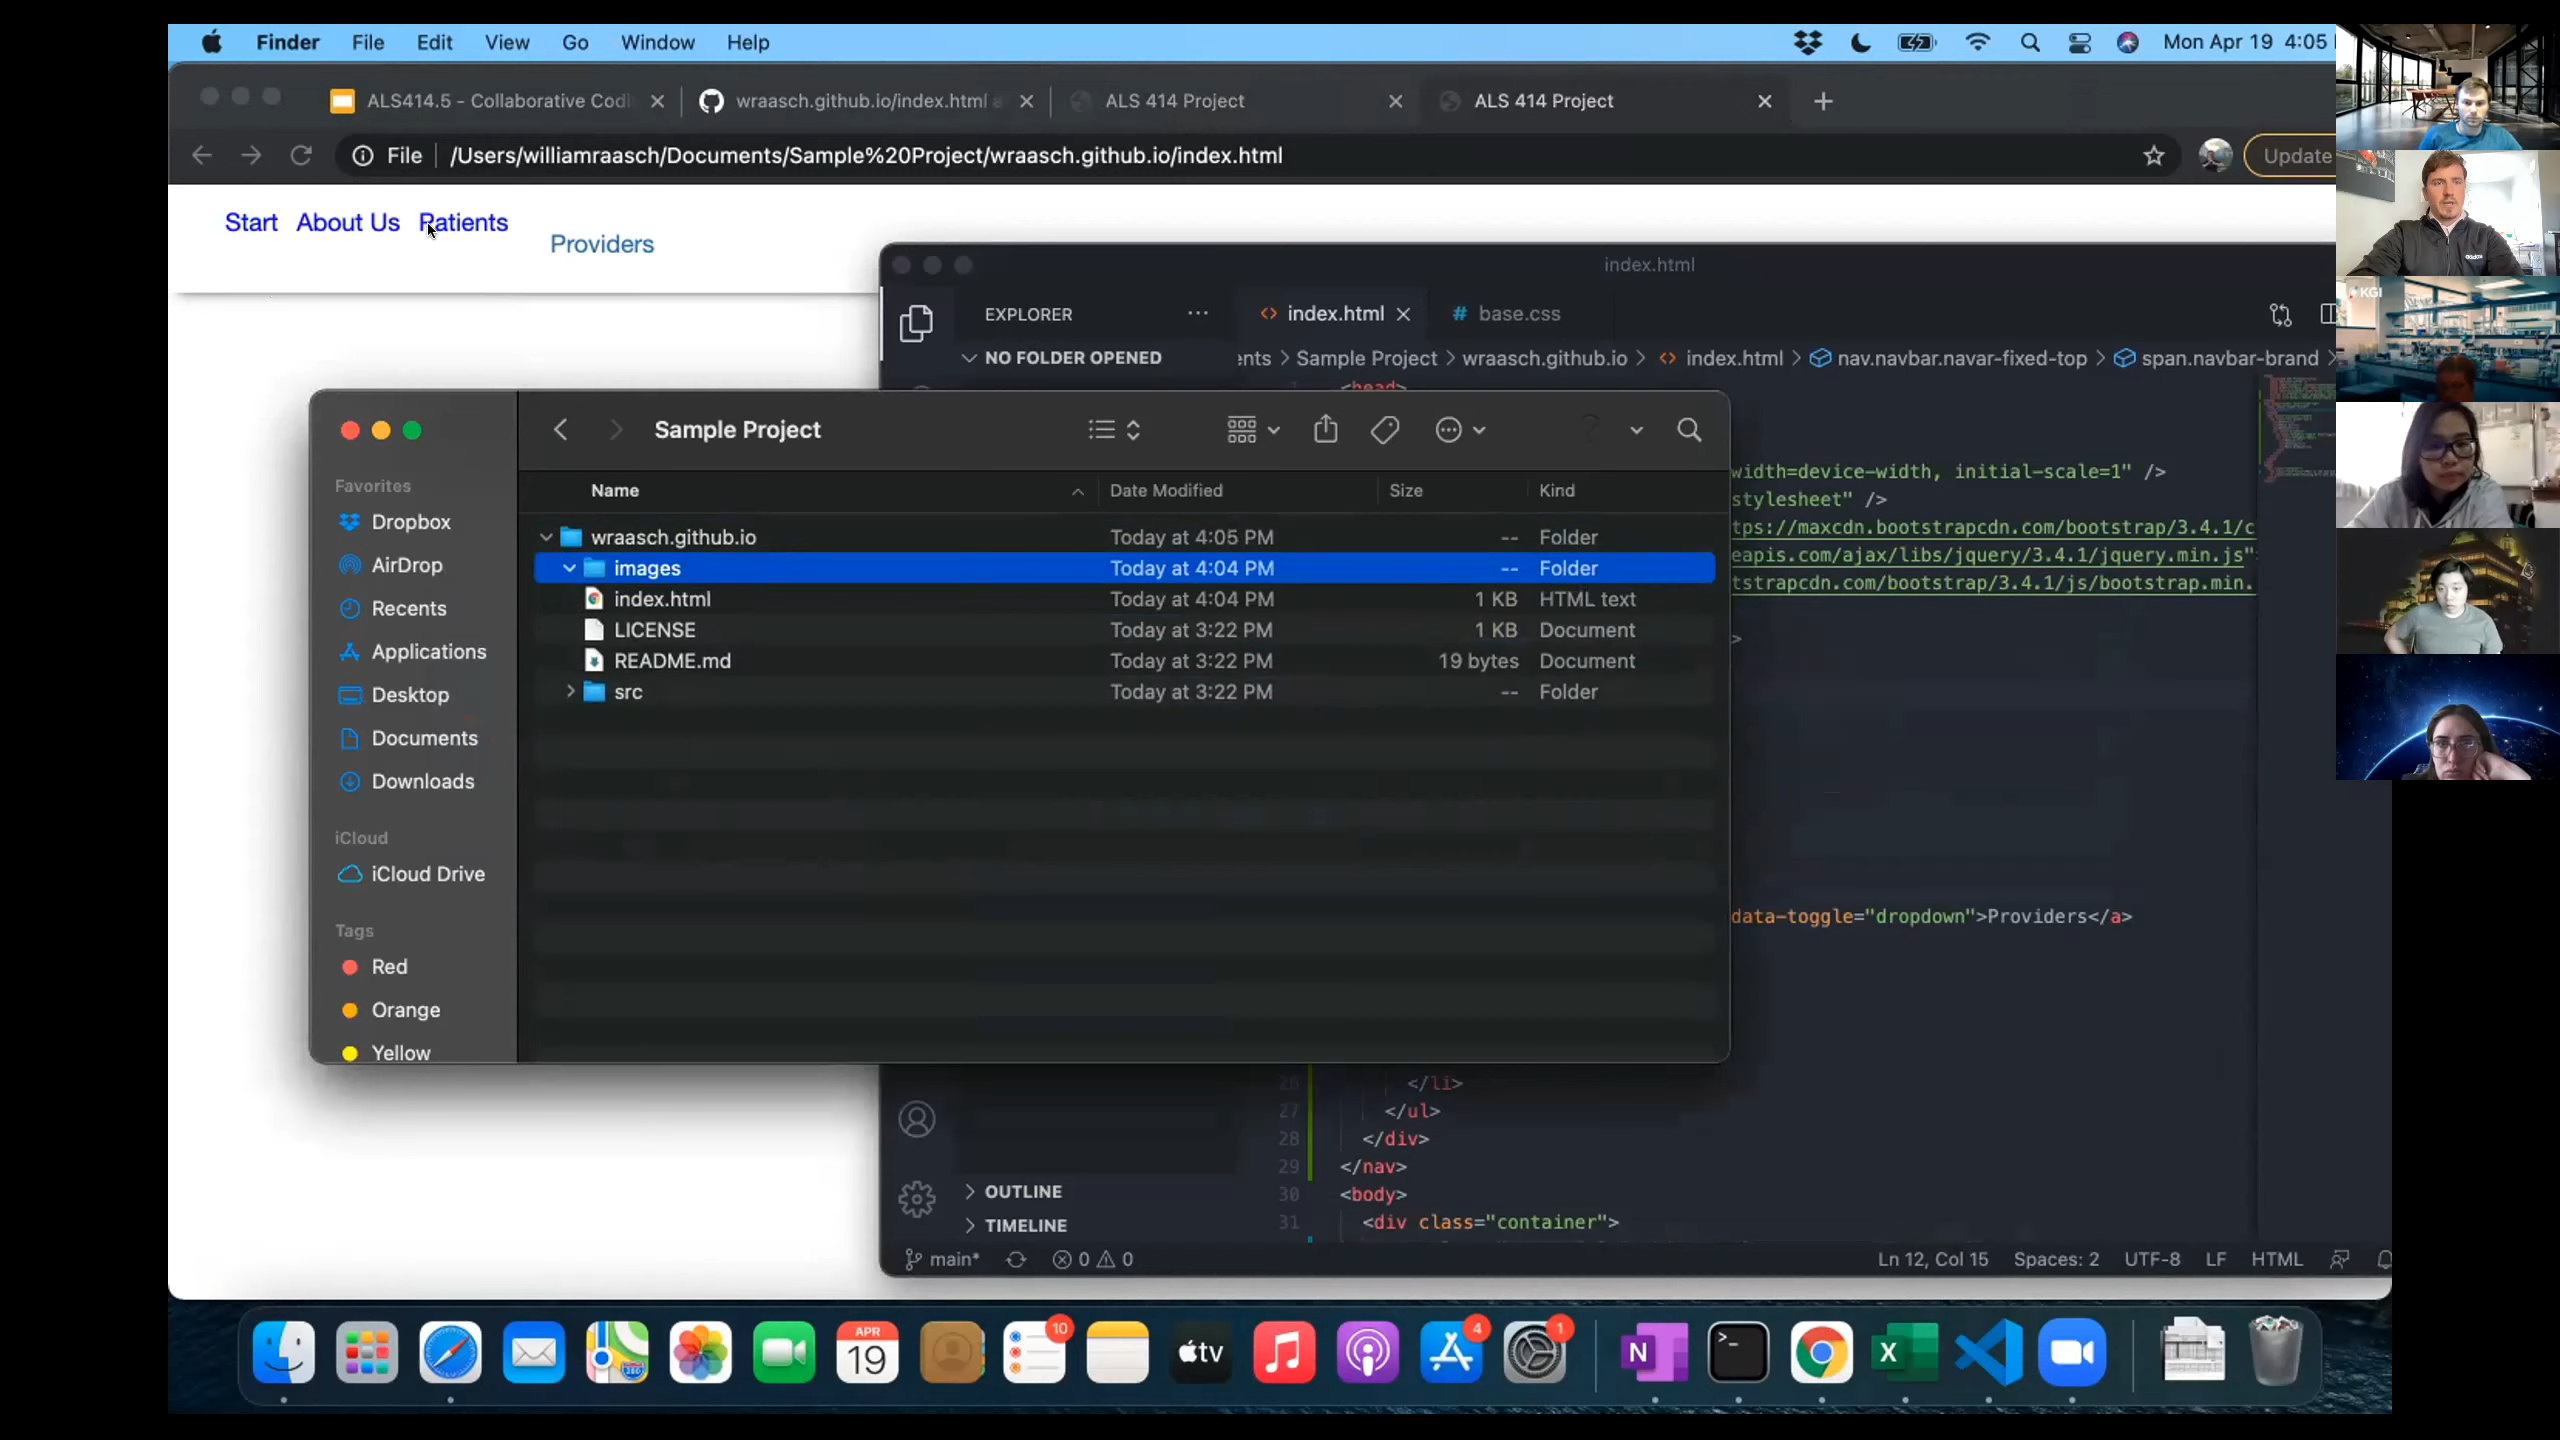 Finder File Edit View Go Window Help Mon Apr 19 4:05
ALS414.5 - Collaborative Codi
wraasch.github.io/index.html
ALS 414 Project
ALS 414 Project
File /Users/williamraasch/Documents/Sample%20Project/wraasch.github.io/index.html
Update
KGI
Start About Us Patients
Providers
index.html
EXPLORER
index.html
# base.css
NO FOLDER OPENED
ents > Sample Project > wraasch.github.io > index.html > nav.navbar.navar-fixed-top > span.navbar-brand >
<head>
Sample Project
Favorites
Dropbox
AirDrop
Recents
Applications
Desktop
Documents
Downloads
iCloud
iCloud Drive
Tags
Red
Orange
Yellow
Name Date Modified Size Kind
wraasch.github.io Today at 4:05 PM -- Folder
images Today at 4:04 PM -- Folder
index.html Today at 4:04 PM 1 KB HTML text
LICENSE Today at 3:22 PM 1 KB Document
README.md Today at 3:22 PM 19 bytes Document
src Today at 3:22 PM -- Folder
width=device-width, initial-scale=1" />
stylesheet" />
tps://maxcdn.bootstrapcdn.com/bootstrap/3.4.1/c
eapis.com/ajax/libs/jquery/3.4.1/jquery.min.js"
tstrapcdn.com/bootstrap/3.4.1/js/bootstrap.min.
>
data-toggle="dropdown">Providers</a>
26 </li>
27 </ul>
28 </div>
29 </nav>
30 <body>
31 <div class="container">
OUTLINE
TIMELINE
main* 0 0 Ln 12, Col 15 Spaces: 2 UTF-8 LF HTML
APR
19
10
tv
4
1
N
>_
X